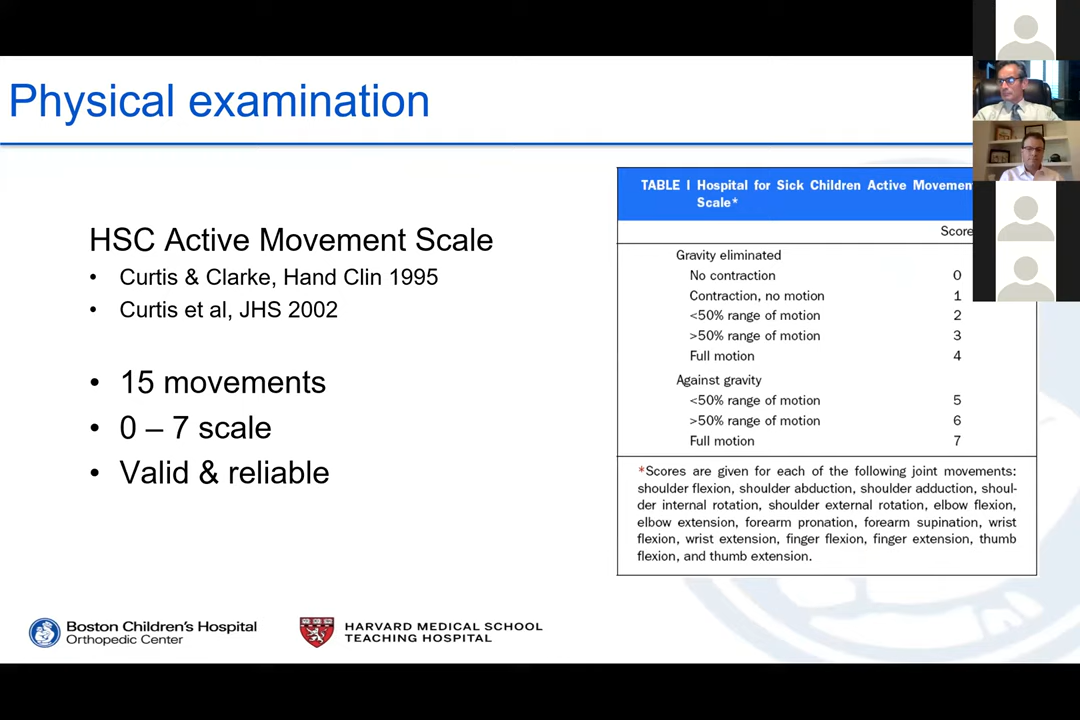 Physical examination
HSC Active Movement Scale
• Curtis & Clarke, Hand Clin 1995
• Curtis et al, JHS 2002
• 15 movements
• 0 – 7 scale
• Valid & reliable
TABLE I Hospital for Sick Children Active Movemen
Scale*
Score
Gravity eliminated
No contraction 0
Contraction, no motion 1
<50% range of motion 2
>50% range of motion 3
Full motion 4
Against gravity
<50% range of motion 5
>50% range of motion 6
Full motion 7
*Scores are given for each of the following joint movements:
shoulder flexion, shoulder abduction, shoulder adduction, shoul-
der internal rotation, shoulder external rotation, elbow flexion,
elbow extension, forearm pronation, forearm supination, wrist
flexion, wrist extension, finger flexion, finger extension, thumb
flexion, and thumb extension.
Boston Children's Hospital
Orthopedic Center
HARVARD MEDICAL SCHOOL
TEACHING HOSPITAL